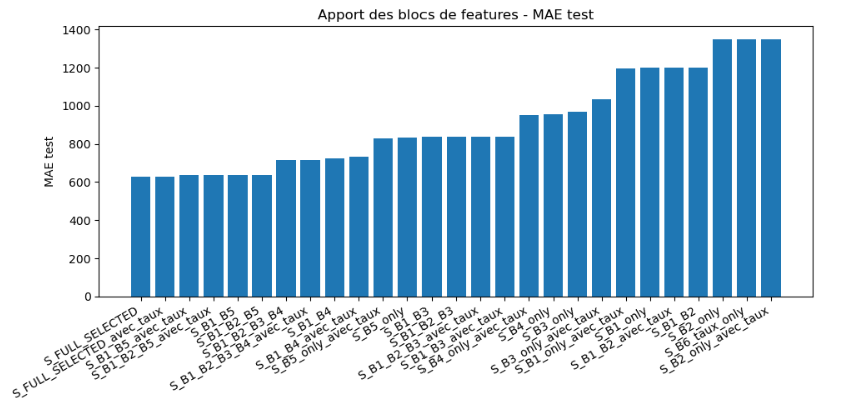 Apport des blocs de features - MAE test
MAE test
1400
1200
1000
800
600
400
200
0
S_FULL_SELECTED
S_FULL_SELECTED_avec_taux
S_B1_B5_avec_taux
S_B1_B2_B5_avec_taux
S_B1_B5
S_B1_B2_B5
S_B1_B2_B3_B4
S_B1_B2_B3_B4_avec_taux
S_B1_B4
S_B1_B4_avec_taux
S_B5_only_avec_taux
S_B5_only
S_B1_B3
S_B1_B2_B3
S_B1_B2_B3_avec_taux
S_B1_B3_avec_taux
S_B4_only_avec_taux
S_B4_only
S_B3_only
S_B3_only_avec_taux
S_B1_only_avec_taux
S_B1_only
S_B1_B2_avec_taux
S_B1_B2
S_B2_only
S_B6_taux_only
S_B2_only_avec_taux